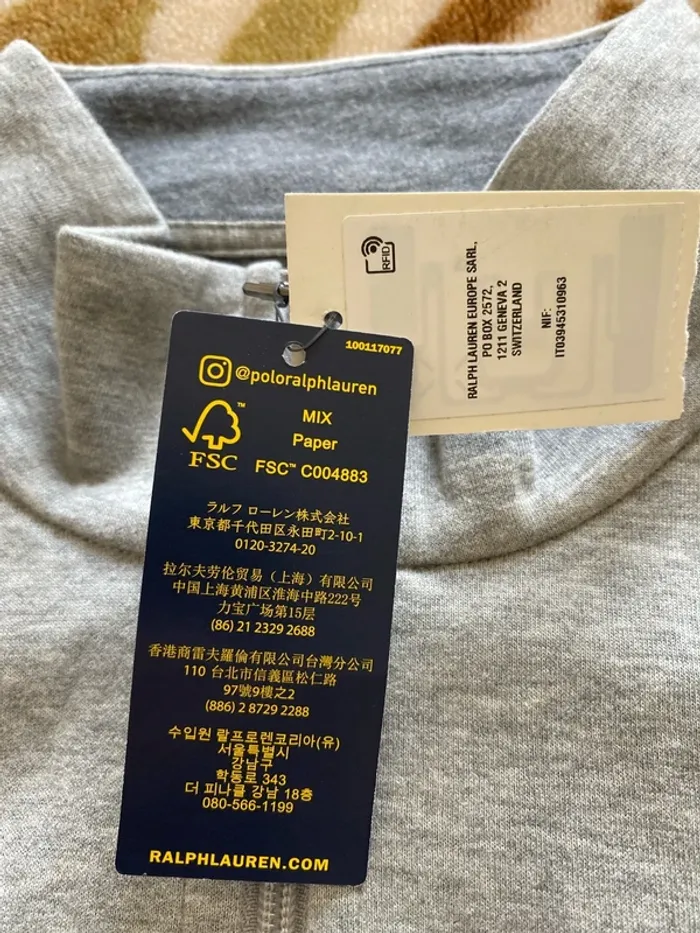 100117077
@poloralphlauren
FSC™
MIX
Paper
FSC™ C004883
ラルフ ローレン株式会社
東京都千代田区永田町2-10-1
0120-3274-20
拉尔夫劳伦贸易（上海）有限公司
中国上海黄浦区淮海中路222号
力宝广场第15层
(86) 21 2329 2688
香港商雷夫羅倫有限公司台灣分公司
110 台北市信義區松仁路
97號9樓之2
(886) 2 8729 2288
수입원 랄프로렌코리아(유)
서울특별시
강남구
학동로 343
더 피나클 강남 18층
080-566-1199
RALPHLAUREN.COM
RFID
RALPH LAUREN EUROPE SARL,
PO BOX 2572,
1211 GENEVA 2
SWITZERLAND
NIF:
IT03945310963